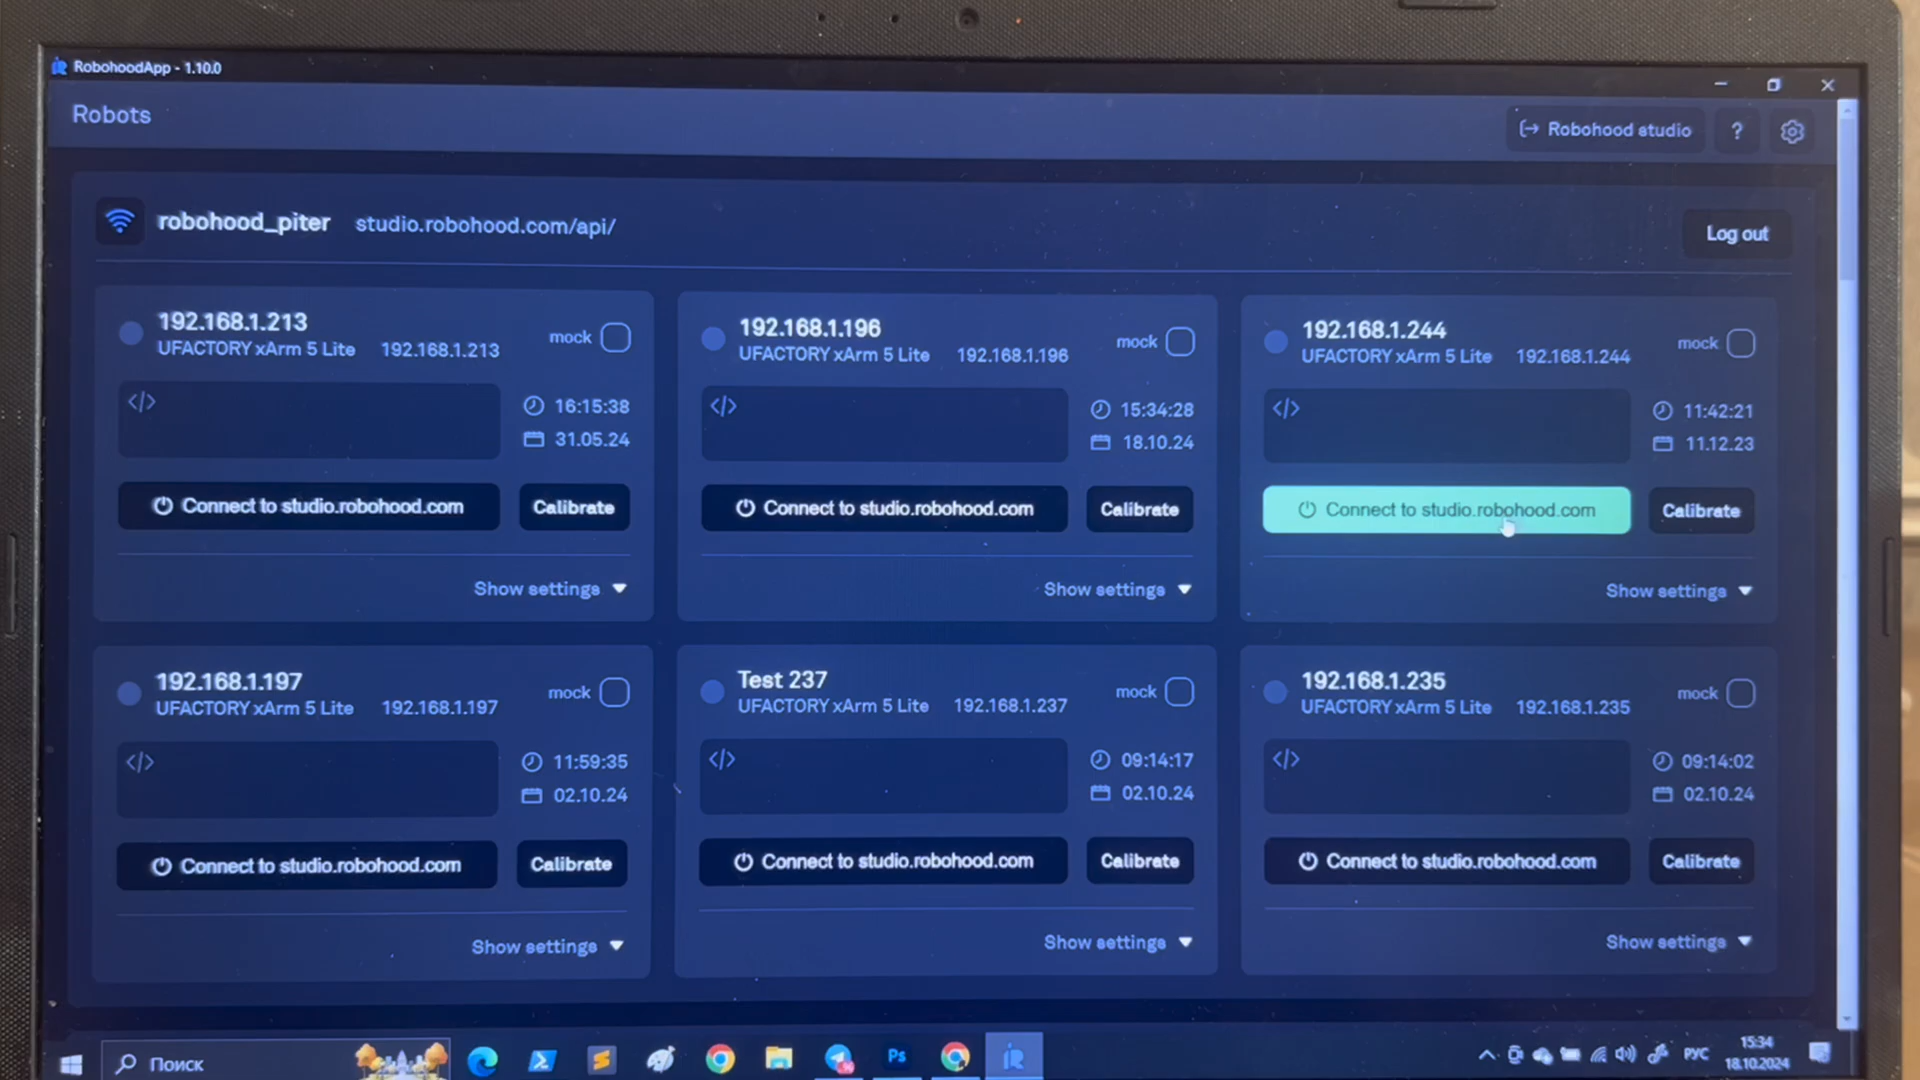 RobohoodApp - 1.10.0
Robots
Robohood studio
?
robohood_piter studio.robohood.com/api/
Log out
192.168.1.213
UFACTORY xArm 5 Lite 192.168.1.213
mock
</>
16:15:38
31.05.24
Connect to studio.robohood.com
Calibrate
Show settings
192.168.1.196
UFACTORY xArm 5 Lite 192.168.1.196
mock
</>
15:34:28
18.10.24
Connect to studio.robohood.com
Calibrate
Show settings
192.168.1.244
UFACTORY xArm 5 Lite 192.168.1.244
mock
</>
11:42:21
11.12.23
Connect to studio.robohood.com
Calibrate
Show settings
192.168.1.197
UFACTORY xArm 5 Lite 192.168.1.197
mock
</>
11:59:35
02.10.24
Connect to studio.robohood.com
Calibrate
Show settings
Test 237
UFACTORY xArm 5 Lite 192.168.1.237
mock
</>
09:14:17
02.10.24
Connect to studio.robohood.com
Calibrate
Show settings
192.168.1.235
UFACTORY xArm 5 Lite 192.168.1.235
mock
</>
09:14:02
02.10.24
Connect to studio.robohood.com
Calibrate
Show settings
Поиск
Ps
РУС
15:34
18.10.2024